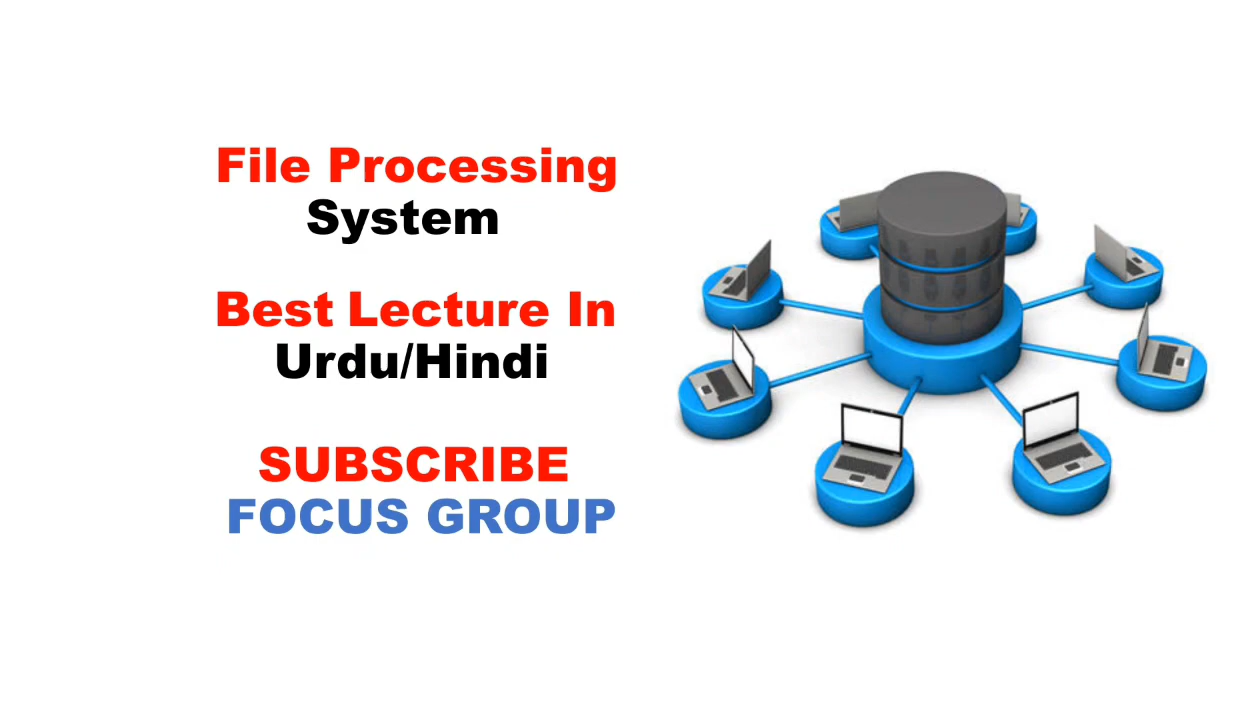 File Processing
System
Best Lecture In
Urdu/Hindi
SUBSCRIBE
FOCUS GROUP